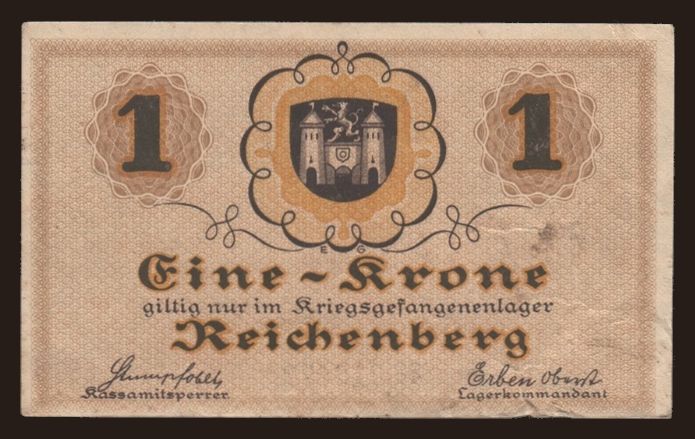 1 1
E G
Eine - Krone
giltig nur im Kriegsgefangenenlager
Reichenberg
Erben Oberst
Kassamitsperrer. Lagerkommandant